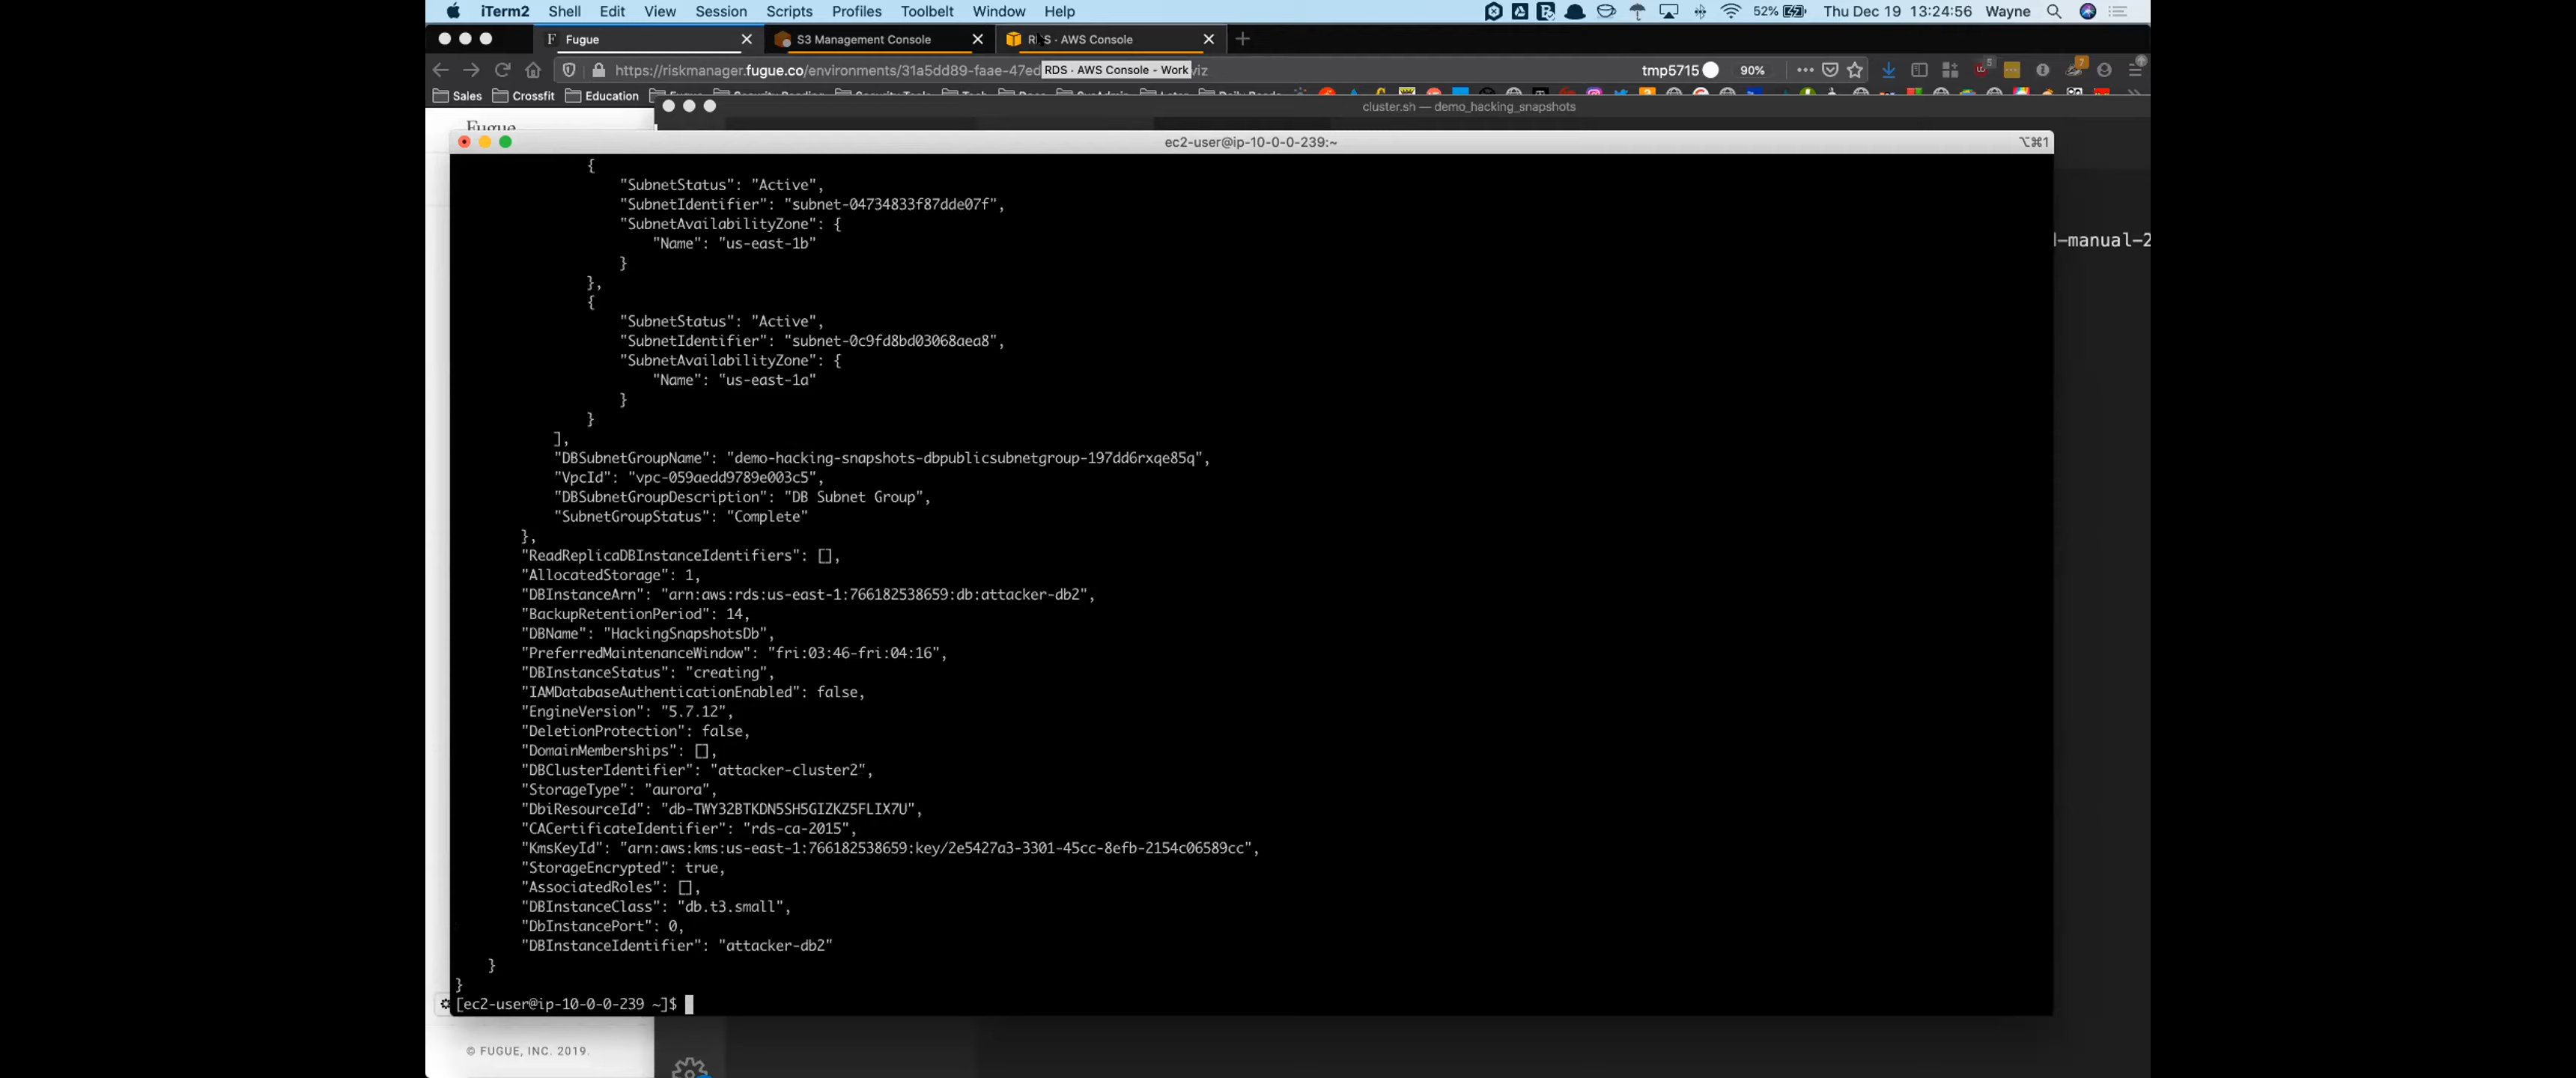 iTerm2 Shell Edit View Session Scripts Profiles Toolbelt Window Help 52% Thu Dec 19 13:24:56 Wayne
F Fugue S3 Management Console RDS · AWS Console
https://riskmanager.fugue.co/environments/31a5dd89-faae-47ed viz tmp5715 90%
RDS · AWS Console - Work
Sales Crossfit Education
cluster.sh — demo_hacking_snapshots
Fugue
ec2-user@ip-10-0-0-239:~ ⌥⌘1
{
"SubnetStatus": "Active",
"SubnetIdentifier": "subnet-04734833f87dde07f",
"SubnetAvailabilityZone": {
"Name": "us-east-1b"
}
},
{
"SubnetStatus": "Active",
"SubnetIdentifier": "subnet-0c9fd8bd03068aea8",
"SubnetAvailabilityZone": {
"Name": "us-east-1a"
}
}
],
"DBSubnetGroupName": "demo-hacking-snapshots-dbpublicsubnetgroup-197dd6rxqe85q",
"VpcId": "vpc-059aedd9789e003c5",
"DBSubnetGroupDescription": "DB Subnet Group",
"SubnetGroupStatus": "Complete"
},
"ReadReplicaDBInstanceIdentifiers": [],
"AllocatedStorage": 1,
"DBInstanceArn": "arn:aws:rds:us-east-1:766182538659:db:attacker-db2",
"BackupRetentionPeriod": 14,
"DBName": "HackingSnapshotsDb",
"PreferredMaintenanceWindow": "fri:03:46-fri:04:16",
"DBInstanceStatus": "creating",
"IAMDatabaseAuthenticationEnabled": false,
"EngineVersion": "5.7.12",
"DeletionProtection": false,
"DomainMemberships": [],
"DBClusterIdentifier": "attacker-cluster2",
"StorageType": "aurora",
"DbiResourceId": "db-TWY32BTKDN5SH5GIZKZ5FLIX7U",
"CACertificateIdentifier": "rds-ca-2015",
"KmsKeyId": "arn:aws:kms:us-east-1:766182538659:key/2e5427a3-3301-45cc-8efb-2154c06589cc",
"StorageEncrypted": true,
"AssociatedRoles": [],
"DBInstanceClass": "db.t3.small",
"DbInstancePort": 0,
"DBInstanceIdentifier": "attacker-db2"
}
}
[ec2-user@ip-10-0-0-239 ~]$
l-manual-2
© FUGUE, INC. 2019.